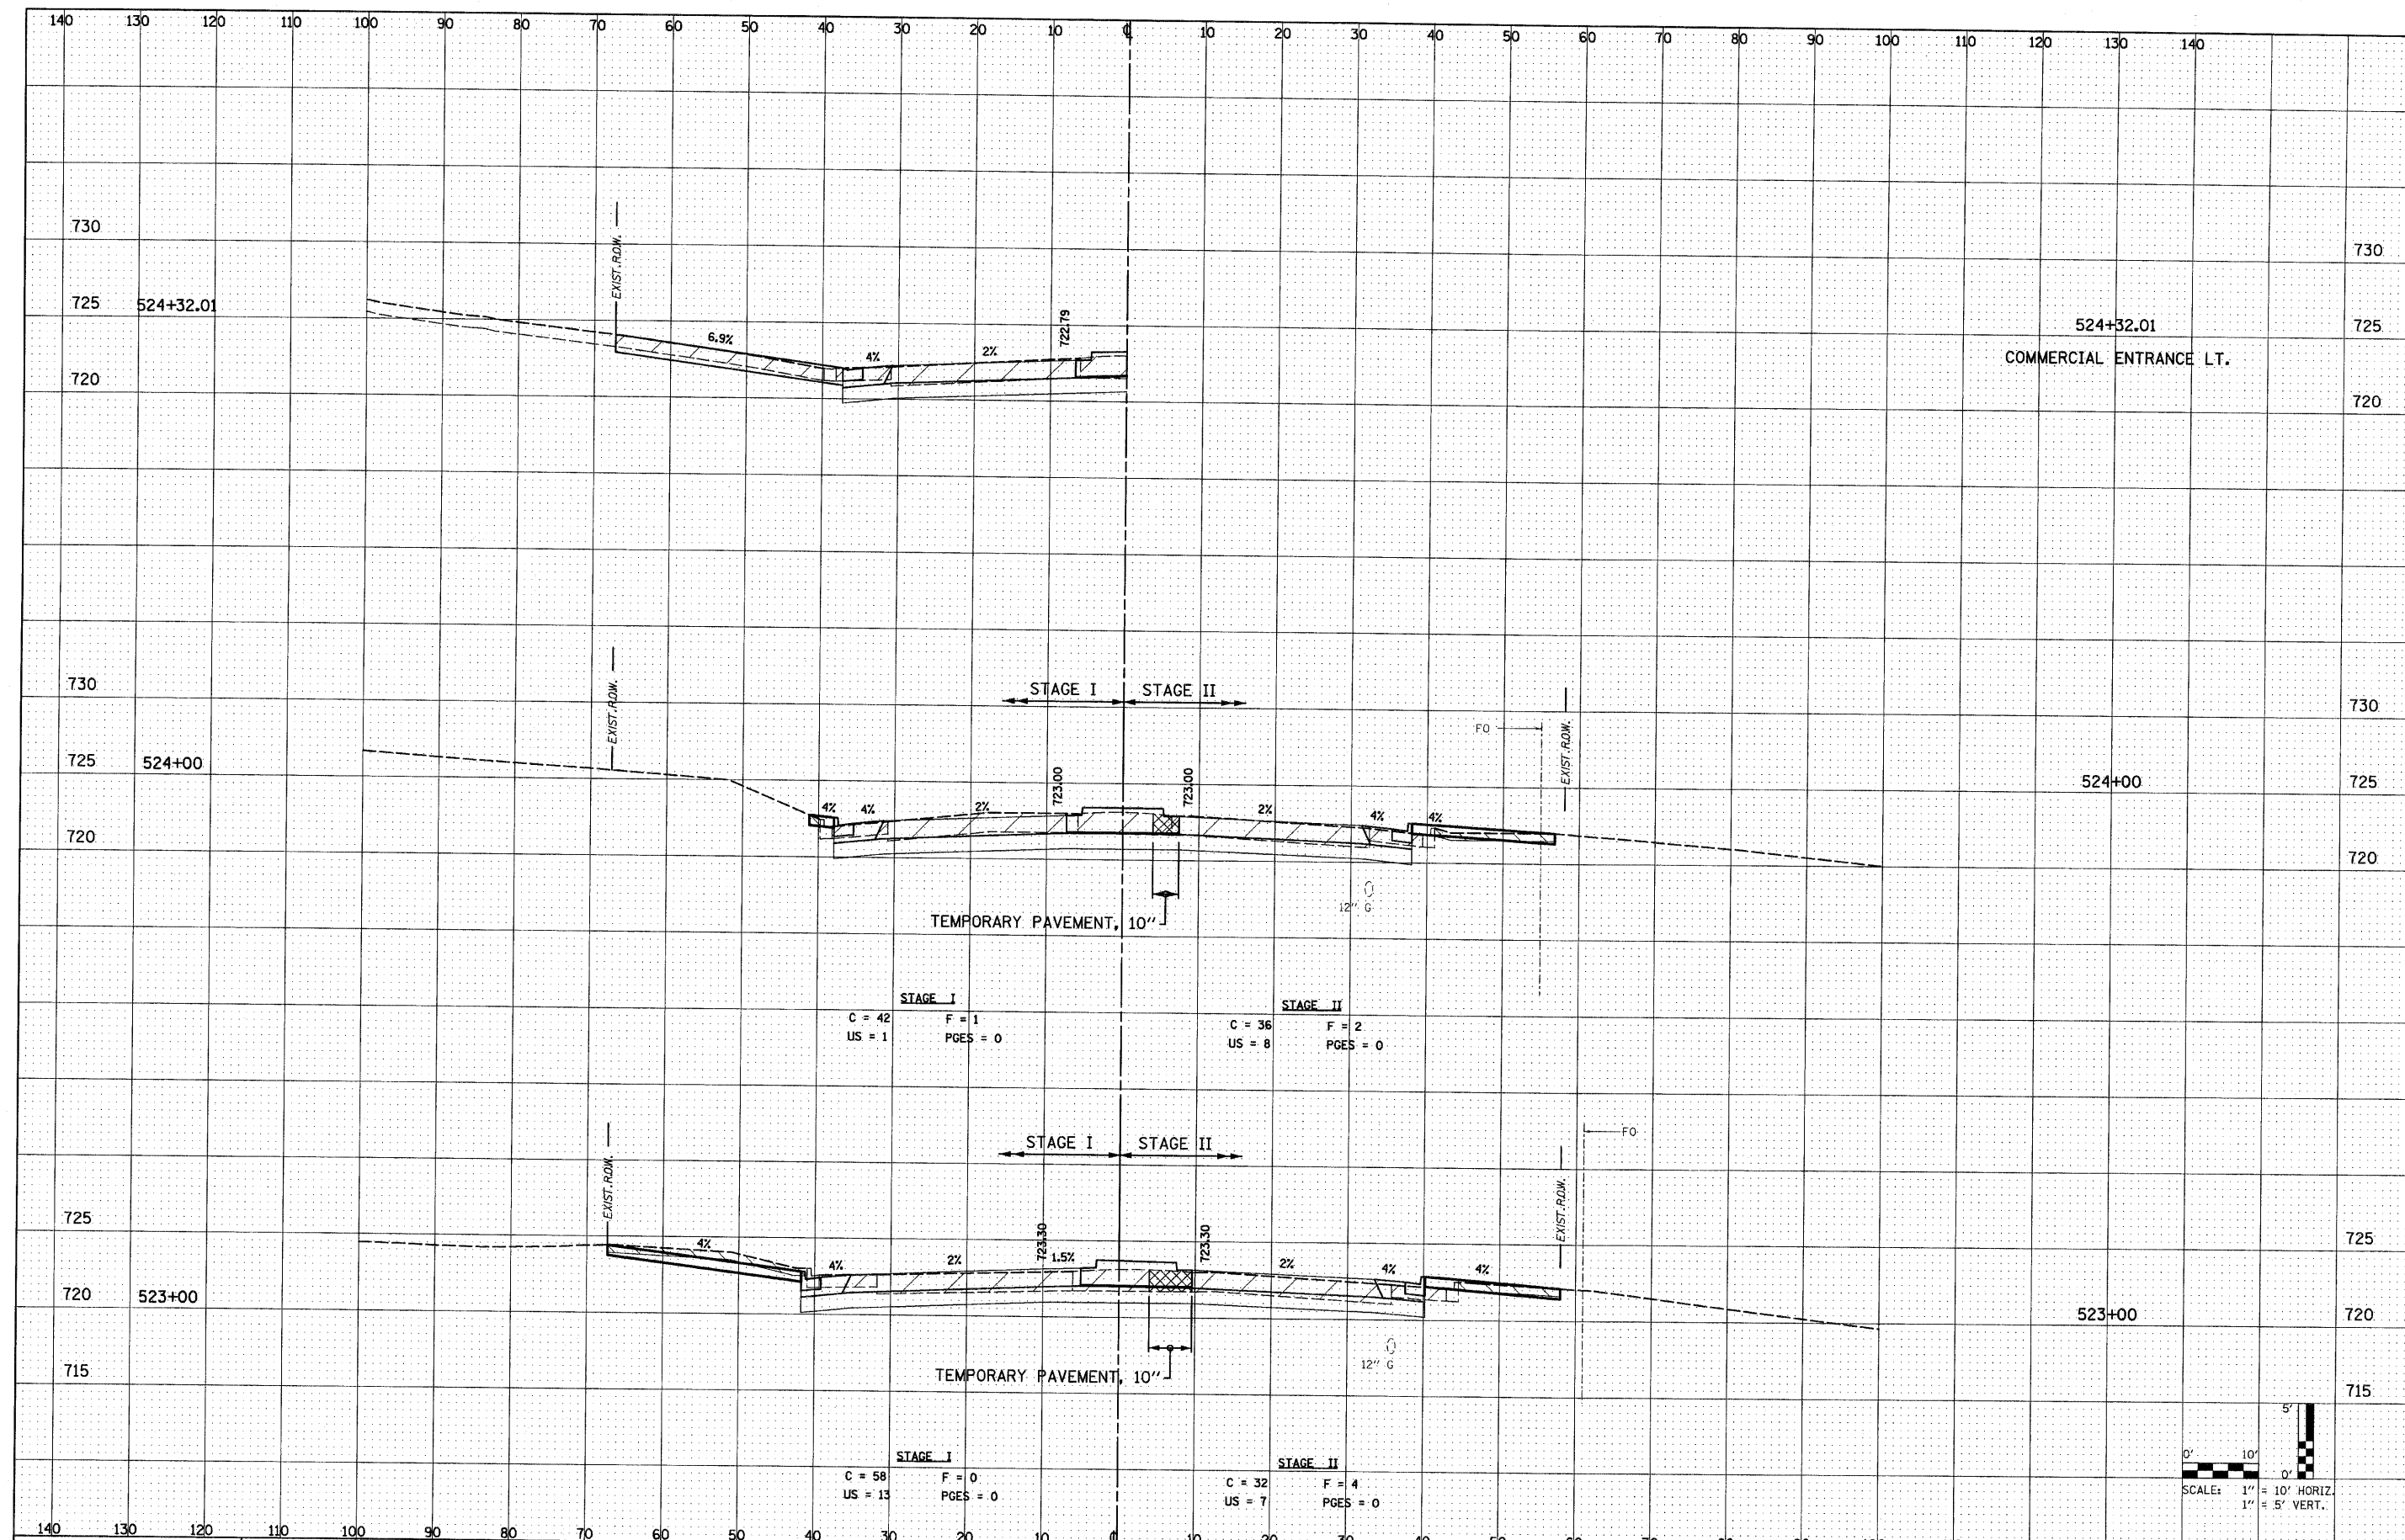 140 130 120 110 100 90 80 70 60 50 40 30 20 10 ℄ 10 20 30 40 50 60 70 80 90 100 110 120 130 140
730 EXIST. R.O.W. 730
725 524+32.01 6.9% 4% 2% 722.79 524+32.01 725
COMMERCIAL ENTRANCE LT.
720 720
730 EXIST. R.O.W. STAGE I STAGE II FO EXIST. R.O.W. 730
725 524+00 723.00 723.00 524+00 725
4% 4% 2% 2% 4% 4%
720 720
12" G
TEMPORARY PAVEMENT, 10"
STAGE I STAGE II
C = 42 F = 1 C = 36 F = 2
US = 1 PGES = 0 US = 8 PGES = 0
EXIST. R.O.W. STAGE I STAGE II EXIST. R.O.W. FO
725 723.30 723.30 725
4% 4% 2% 1.5% 2% 4% 4%
720 523+00 523+00 720
12" G
TEMPORARY PAVEMENT, 10"
715 715
STAGE I STAGE II
C = 58 F = 0 C = 32 F = 4
US = 13 PGES = 0 US = 7 PGES = 0
5'
0' 10' 0'
SCALE: 1" = 10' HORIZ.
1" = 5' VERT.
140 130 120 110 100 90 80 70 60 50 40 30 20 10 ℄ 10 20 30 40 50 60 70 80 90